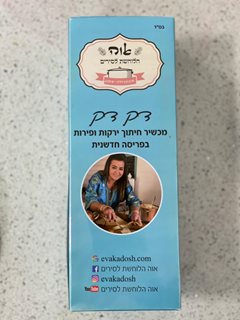 בס"ד
אוה
הלוחשת לסירים
דק דק
מכשיר חיתוך ירקות ופירות
בפריסה חדשנית
evakadosh.com
אוה הלוחשת לסירים
evakadosh
אוה הלוחשת לסירים